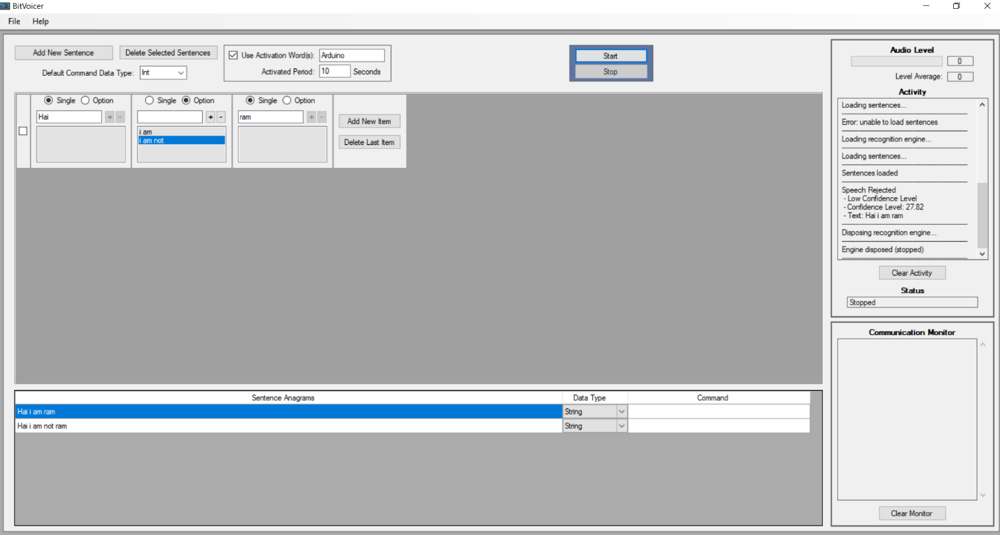 BitVoicer
File Help
Add New Sentence Delete Selected Sentences
Use Activation Word(s): Arduino
Default Command Data Type: Int
Activated Period: 10 Seconds
Start
Stop
Single Option Single Option Single Option
Hai + - + - ram + -
i am
i am not
Add New Item
Delete Last Item
Sentence Anagrams Data Type Command
Hai i am ram String
Hai i am not ram String
Audio Level
0
Level Average: 0
Activity
Loading sentences...
Error: unable to load sentences
Loading recognition engine...
Loading sentences...
Sentences loaded
Speech Rejected
- Low Confidence Level
- Confidence Level: 27.82
- Text: Hai i am ram
Disposing recognition engine...
Engine disposed (stopped)
Clear Activity
Status
Stopped
Communication Monitor
Clear Monitor